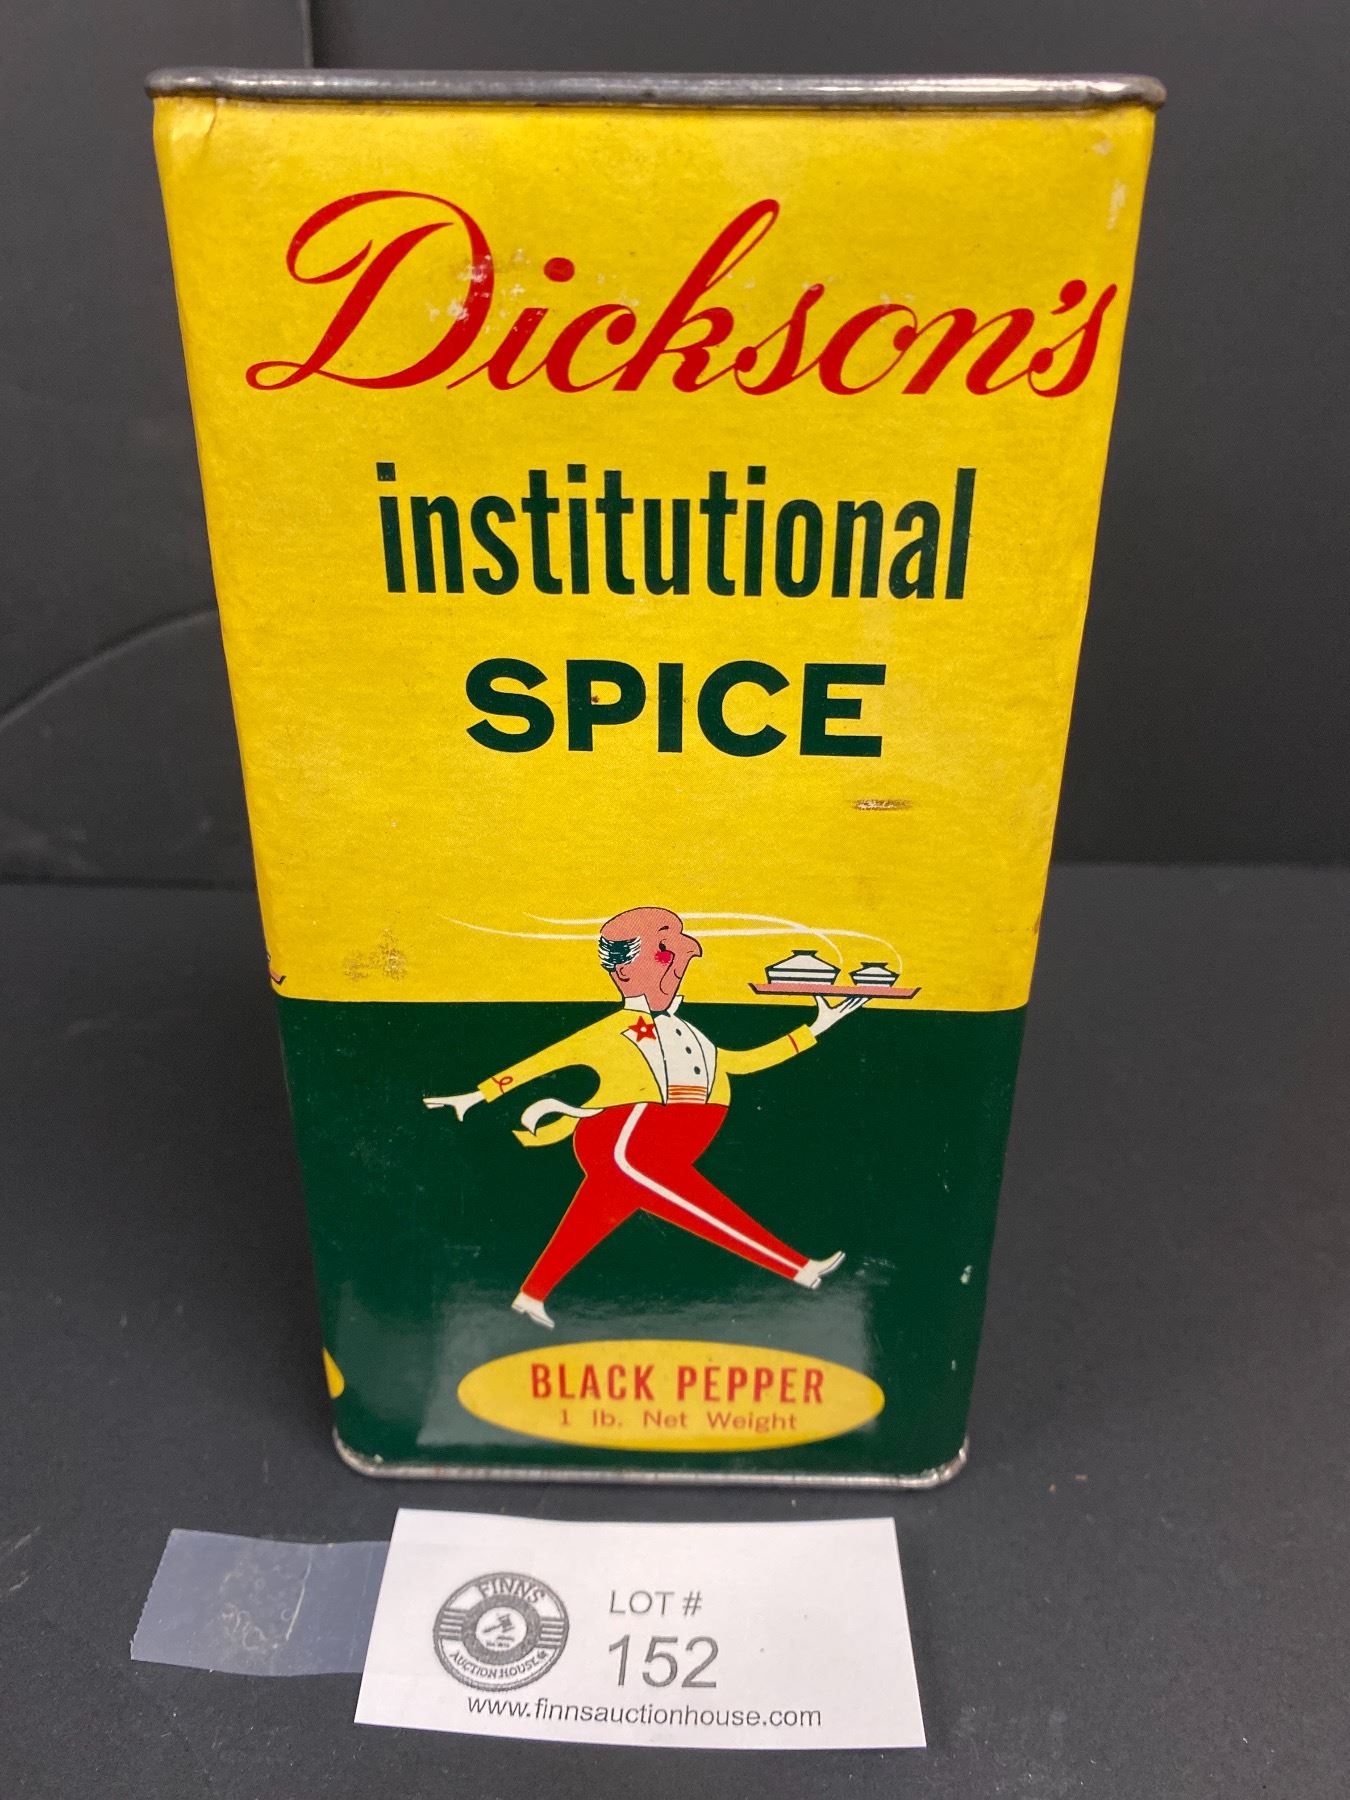 Dickson's
institutional
SPICE
BLACK PEPPER
1 lb. Net Weight
FINNS
AUCTION HOUSE
LOT #
152
www.finnsauctionhouse.com